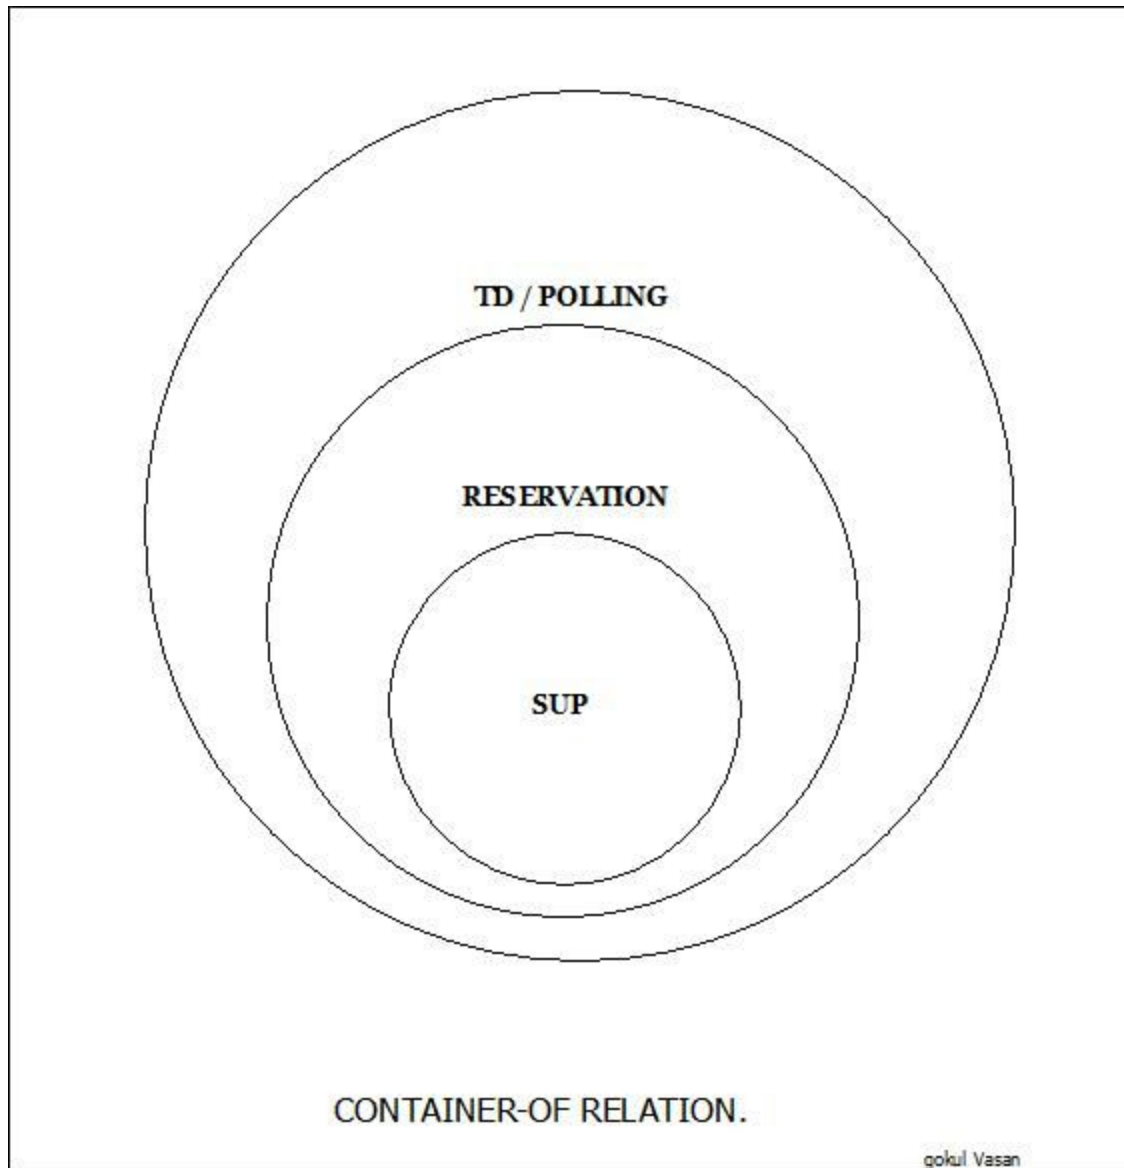 TD / POLLING
RESERVATION
SUP
CONTAINER-OF RELATION.
gokul Vasan